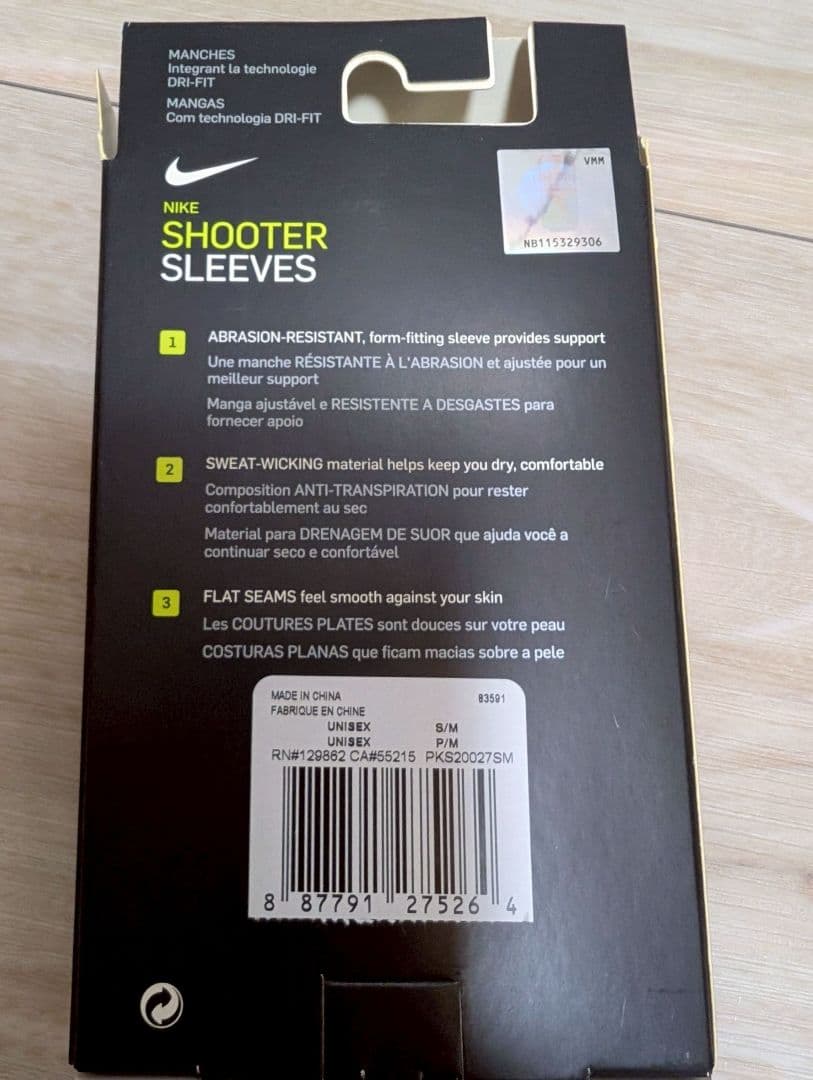 MANCHES
Integrant la technologie
DRI-FIT
MANGAS
Com technologia DRI-FIT
VMM
NB115329306
NIKE
SHOOTER
SLEEVES
1
ABRASION-RESISTANT, form-fitting sleeve provides support
Une manche RÉSISTANTE À L'ABRASION et ajustée pour un
meilleur support
Manga ajustável e RESISTENTE A DESGASTES para
fornecer apoio
2
SWEAT-WICKING material helps keep you dry, comfortable
Composition ANTI-TRANSPIRATION pour rester
confortablement au sec
Material para DRENAGEM DE SUOR que ajuda você a
continuar seco e confortável
3
FLAT SEAMS feel smooth against your skin
Les COUTURES PLATES sont douces sur votre peau
COSTURAS PLANAS que ficam macias sobre a pele
MADE IN CHINA 83591
FABRIQUE EN CHINE
UNISEX S/M
UNISEX P/M
RN#129862 CA#55215 PKS20027SM
8 87791 27526 4